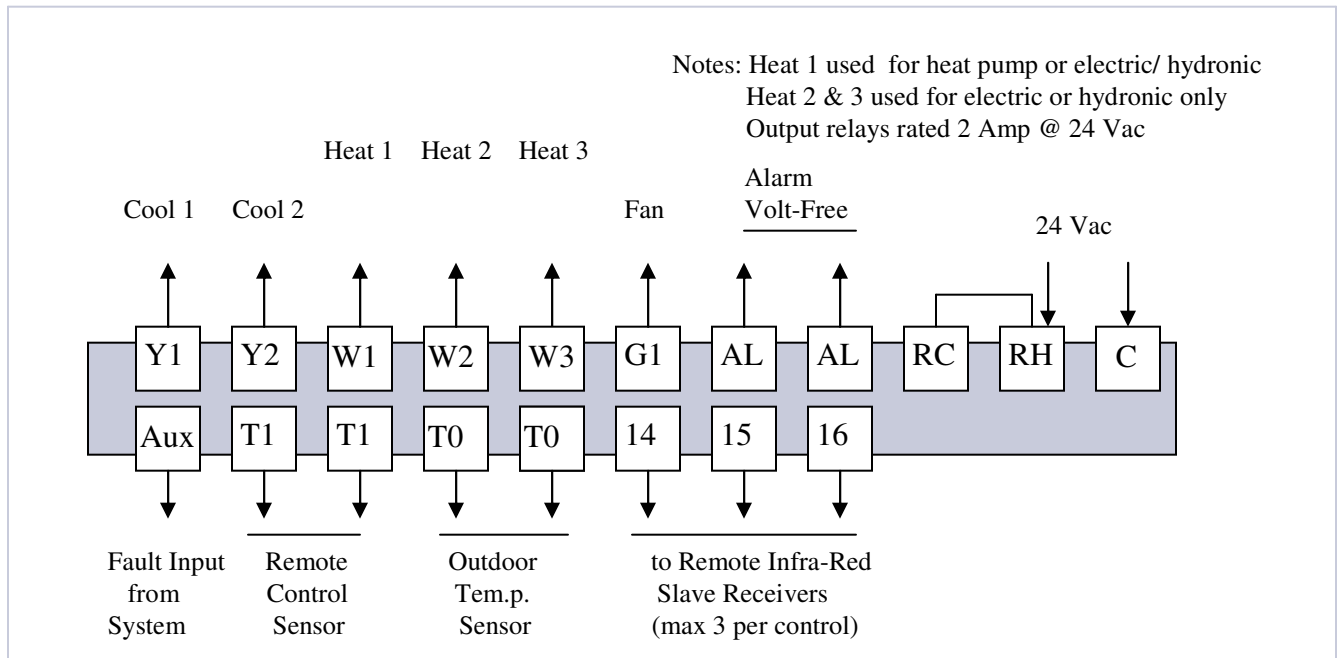 Notes: Heat 1 used for heat pump or electric/ hydronic
Heat 2 & 3 used for electric or hydronic only
Output relays rated 2 Amp @ 24 Vac
Heat 1 Heat 2 Heat 3
Alarm
Volt-Free
Cool 1 Cool 2
Fan
24 Vac
Y1 Y2 W1 W2 W3 G1 AL AL RC RH C
Aux T1 T1 T0 T0 14 15 16
Fault Input
from
System
Remote
Control
Sensor
Outdoor
Tem.p.
Sensor
to Remote Infra-Red
Slave Receivers
(max 3 per control)